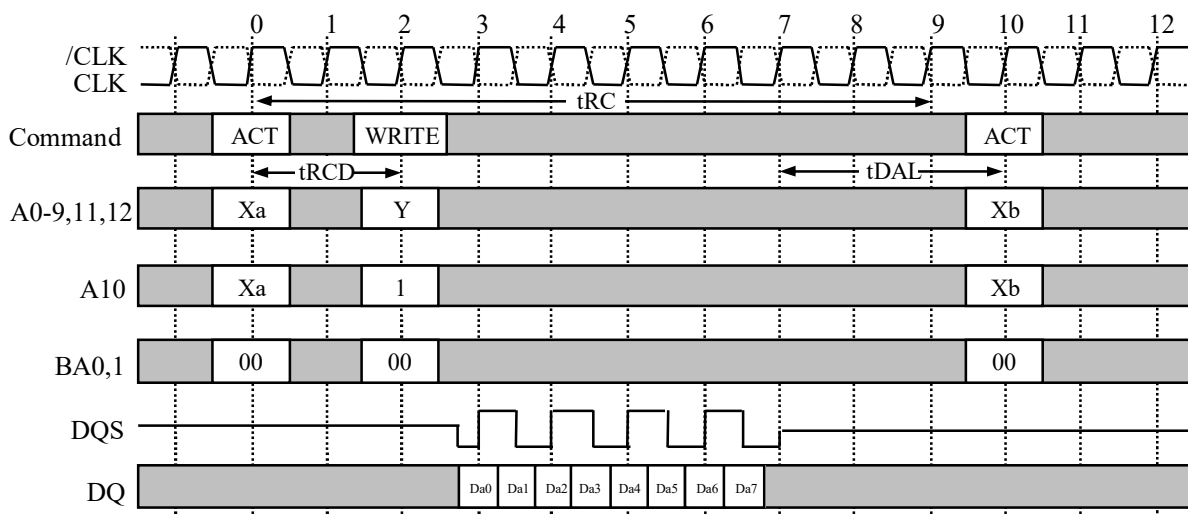 0 1 2 3 4 5 6 7 8 9 10 11 12
/CLK
CLK
tRC
Command ACT WRITE ACT
tRCD tDAL
A0-9,11,12 Xa Y Xb
A10 Xa 1 Xb
BA0,1 00 00 00
DQS
DQ Da0 Da1 Da2 Da3 Da4 Da5 Da6 Da7